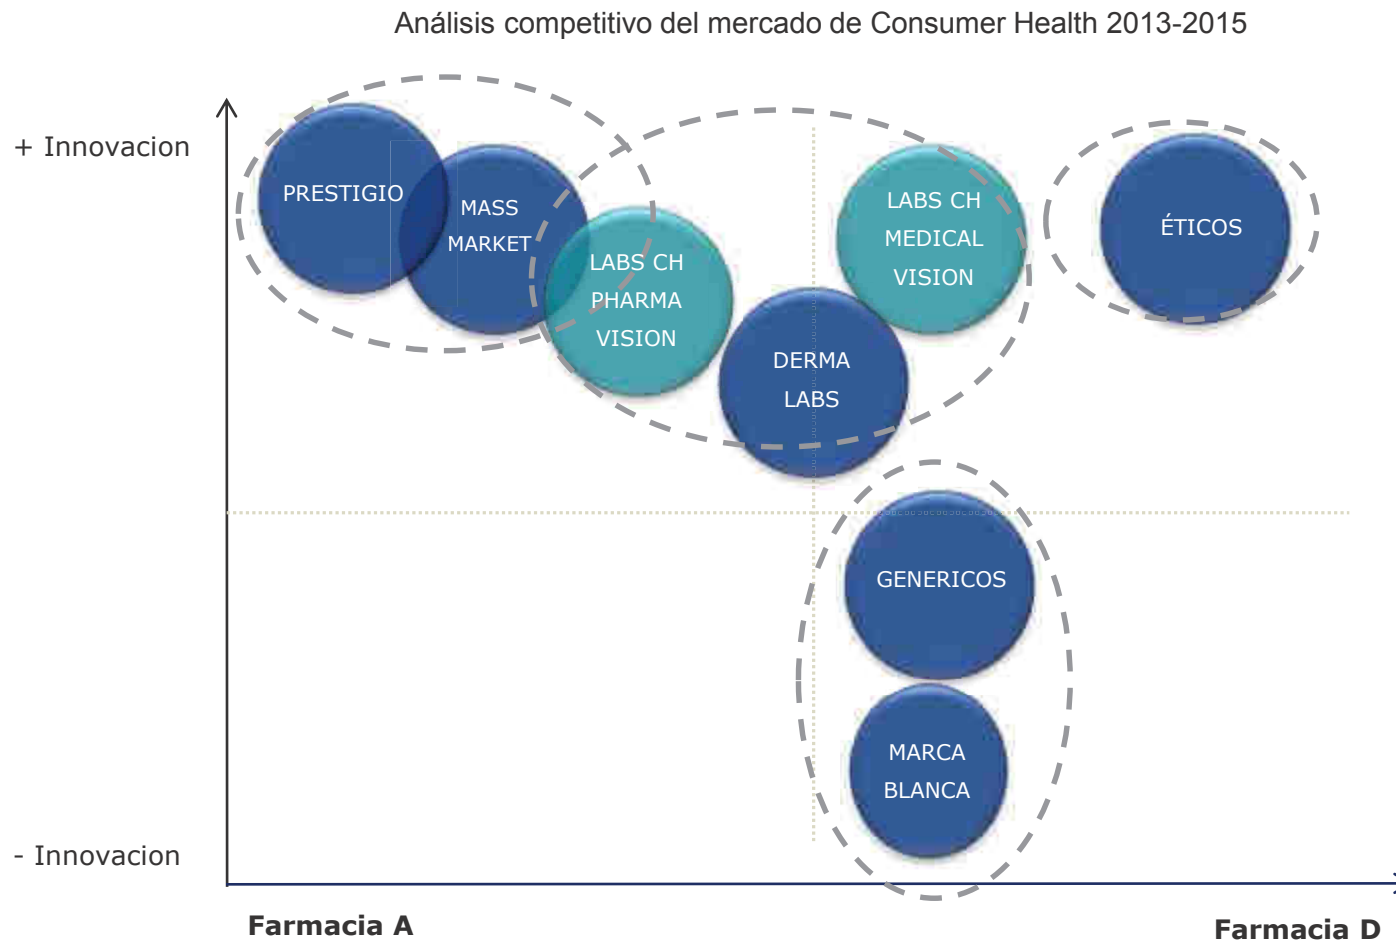 Análisis competitivo del mercado de Consumer Health 2013-2015
+ Innovacion
PRESTIGIO
MASS
MARKET
LABS CH
PHARMA
VISION
DERMA
LABS
LABS CH
MEDICAL
VISION
ÉTICOS
GENERICOS
MARCA
BLANCA
- Innovacion
Farmacia A
Farmacia D